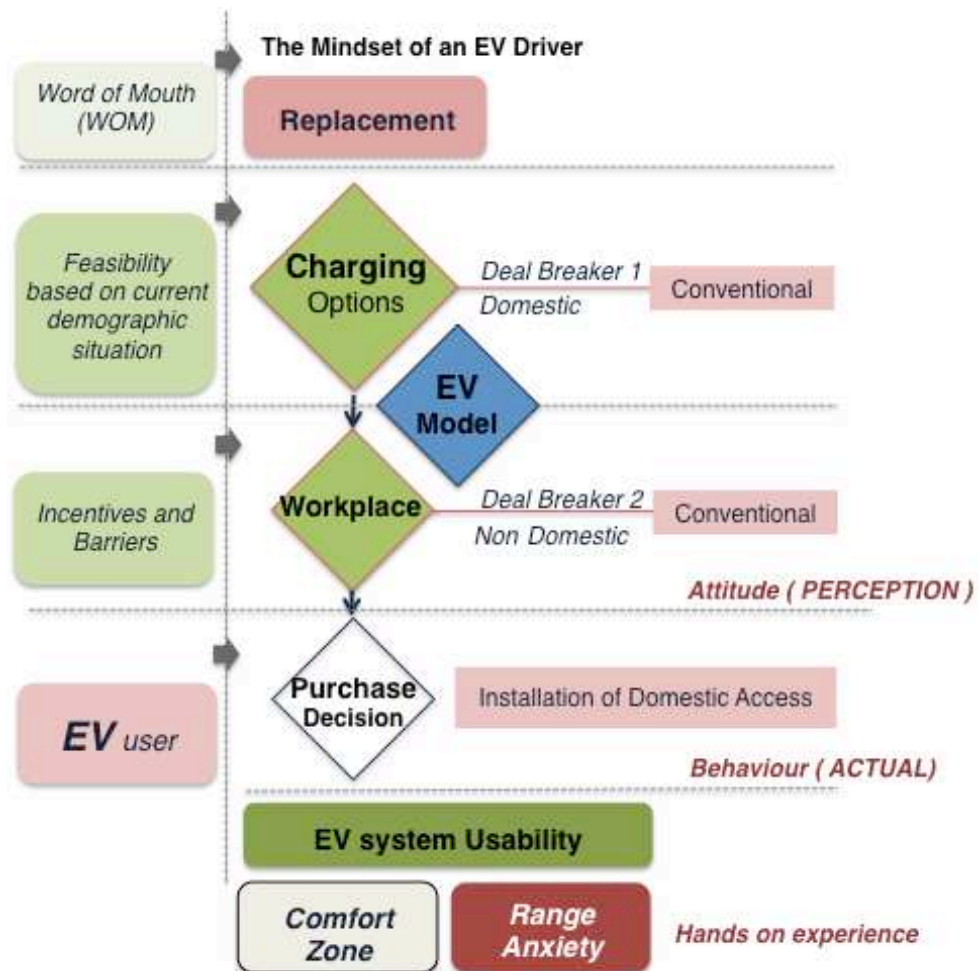 The Mindset of an EV Driver
Word of Mouth
(WOM)
Replacement
Feasibility
based on current
demographic
situation
Charging
Options
Deal Breaker 1
Domestic
Conventional
EV
Model
Incentives and
Barriers
Workplace
Deal Breaker 2
Non Domestic
Conventional
Attitude ( PERCEPTION )
EV user
Purchase
Decision
Installation of Domestic Access
Behaviour ( ACTUAL)
EV system Usability
Comfort
Zone
Range
Anxiety
Hands on experience